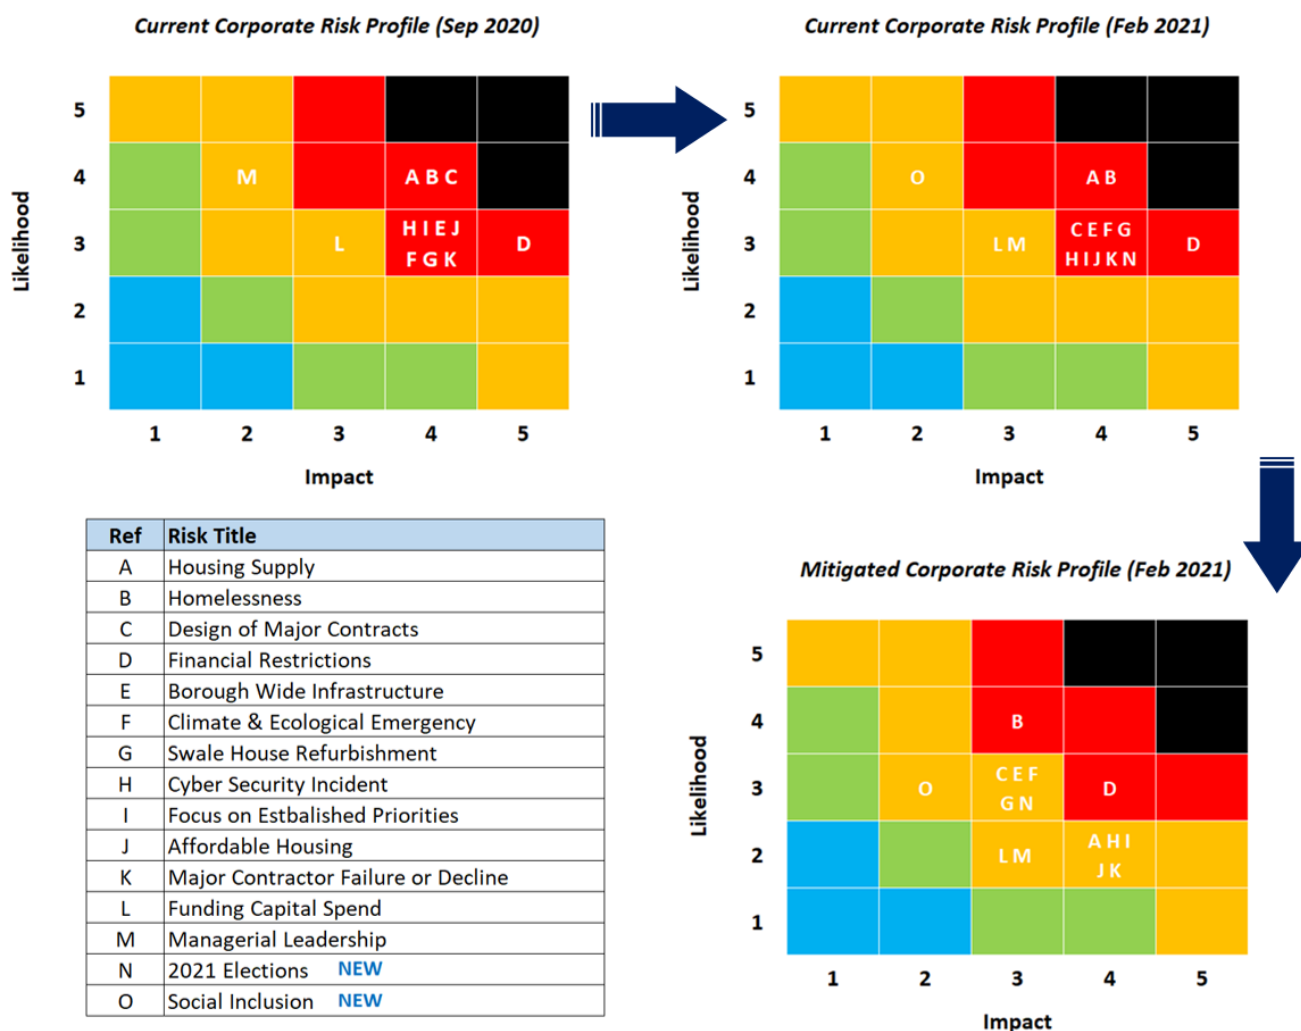 Current Corporate Risk Profile (Sep 2020)
Likelihood
5
4 M A B C
3 L H I E J D
F G K
2
1
1 2 3 4 5
Impact
Current Corporate Risk Profile (Feb 2021)
Likelihood
5
4 O A B
3 L M C E F G D
H I J K N
2
1
1 2 3 4 5
Impact
Ref Risk Title
A Housing Supply
B Homelessness
C Design of Major Contracts
D Financial Restrictions
E Borough Wide Infrastructure
F Climate & Ecological Emergency
G Swale House Refurbishment
H Cyber Security Incident
I Focus on Estbalished Priorities
J Affordable Housing
K Major Contractor Failure or Decline
L Funding Capital Spend
M Managerial Leadership
N 2021 Elections NEW
O Social Inclusion NEW
Mitigated Corporate Risk Profile (Feb 2021)
Likelihood
5
4 B
3 O C E F D
G N
2 L M A H I
J K
1
1 2 3 4 5
Impact